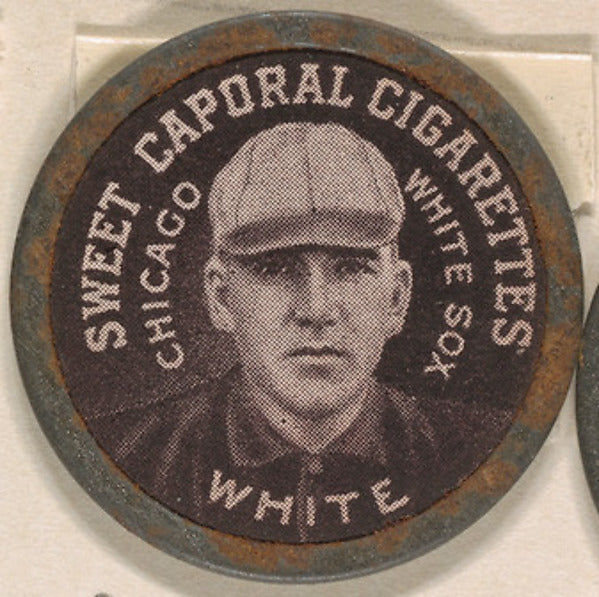 SWEET CAPORAL CIGARETTES
CHICAGO
WHITE SOX
WHITE